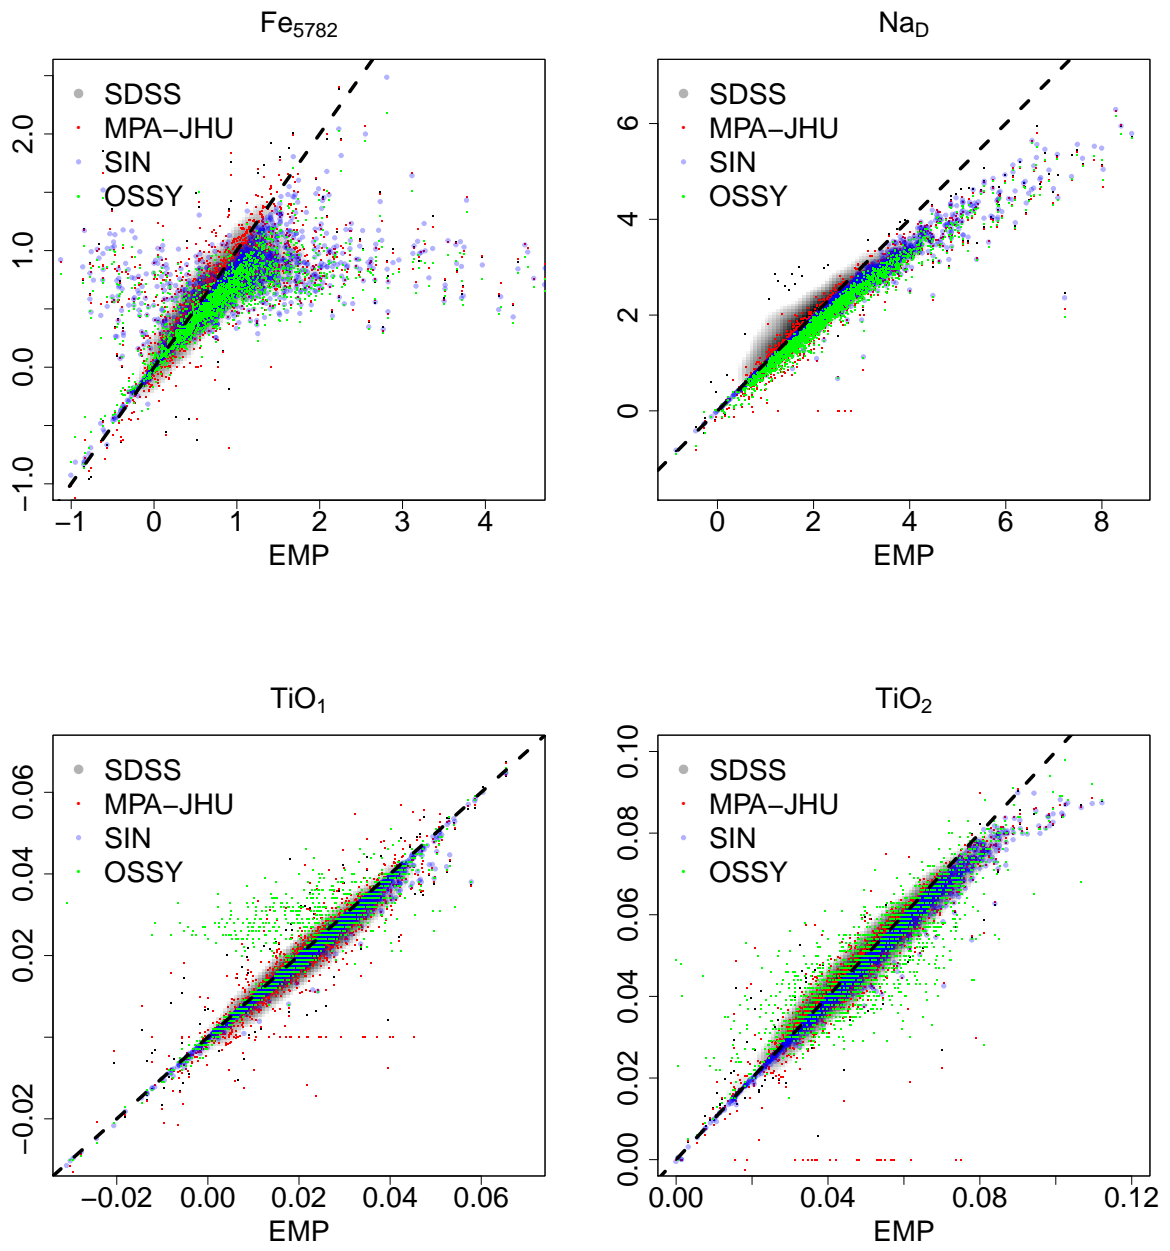 Fe5782
SDSS
MPA−JHU
SIN
OSSY
2.0
1.0
0.0
−1.0
−1 0 1 2 3 4
EMP
NaD
SDSS
MPA−JHU
SIN
OSSY
6
4
2
0
0 2 4 6 8
EMP
TiO1
SDSS
MPA−JHU
SIN
OSSY
0.06
0.04
0.02
−0.02
−0.02 0.00 0.02 0.04 0.06
EMP
TiO2
SDSS
MPA−JHU
SIN
OSSY
0.10
0.08
0.06
0.04
0.02
0.00
0.00 0.04 0.08 0.12
EMP